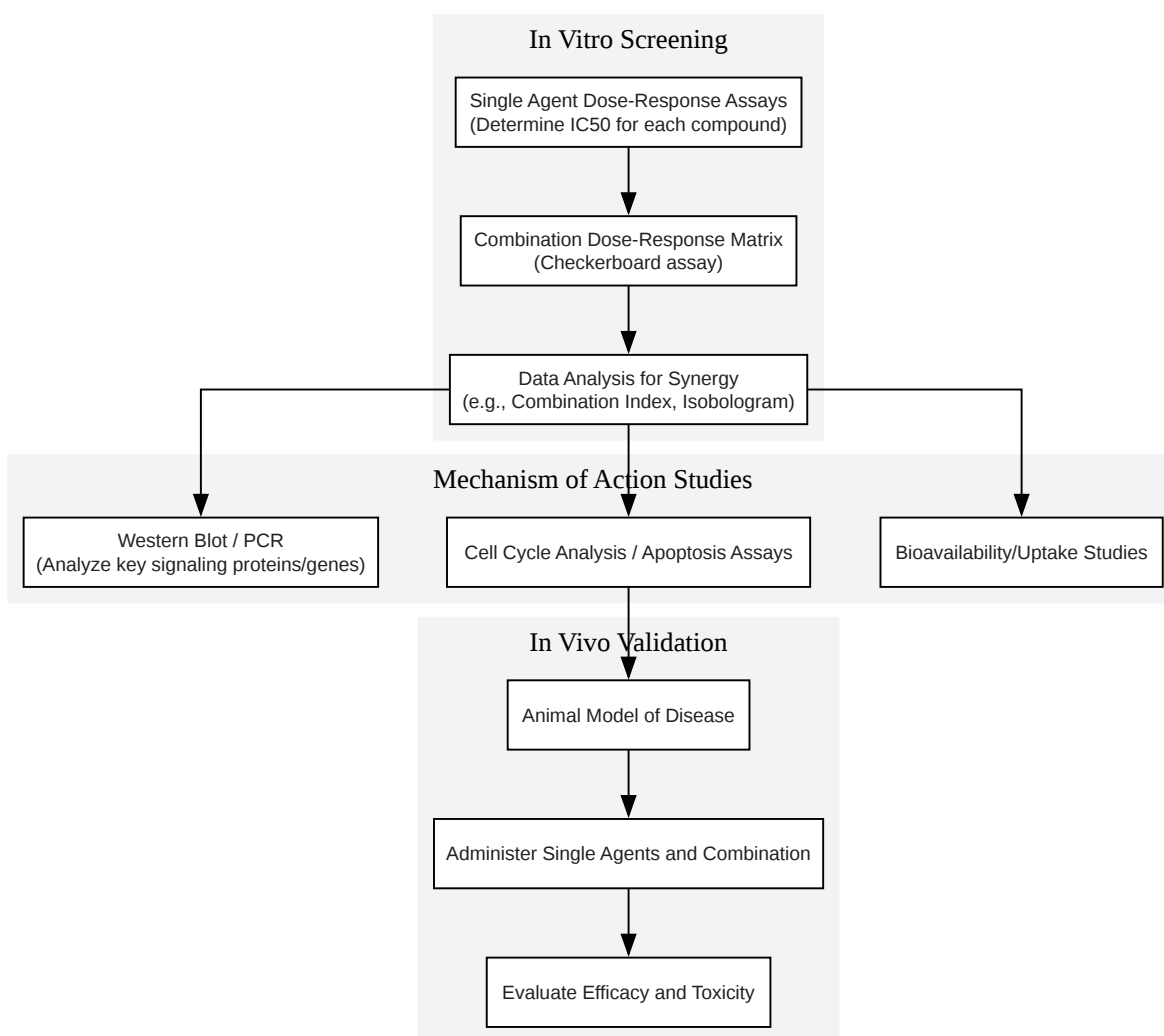 In Vitro Screening
Single Agent Dose-Response Assays
(Determine IC50 for each compound)
Combination Dose-Response Matrix
(Checkerboard assay)
Data Analysis for Synergy
(e.g., Combination Index, Isobologram)
Mechanism of Action Studies
Western Blot / PCR
(Analyze key signaling proteins/genes)
Cell Cycle Analysis / Apoptosis Assays
Bioavailability/Uptake Studies
In Vivo Validation
Animal Model of Disease
Administer Single Agents and Combination
Evaluate Efficacy and Toxicity